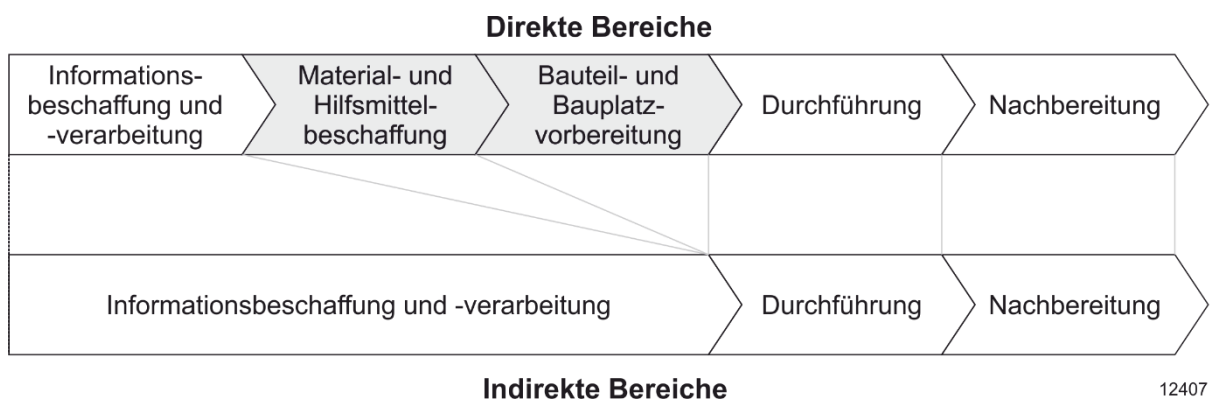 Direkte Bereiche
Informations-
beschaffung und
-verarbeitung
Material- und
Hilfsmittel-
beschaffung
Bauteil- und
Bauplatz-
vorbereitung
Durchführung
Nachbereitung
Informationsbeschaffung und -verarbeitung
Durchführung
Nachbereitung
Indirekte Bereiche
12407